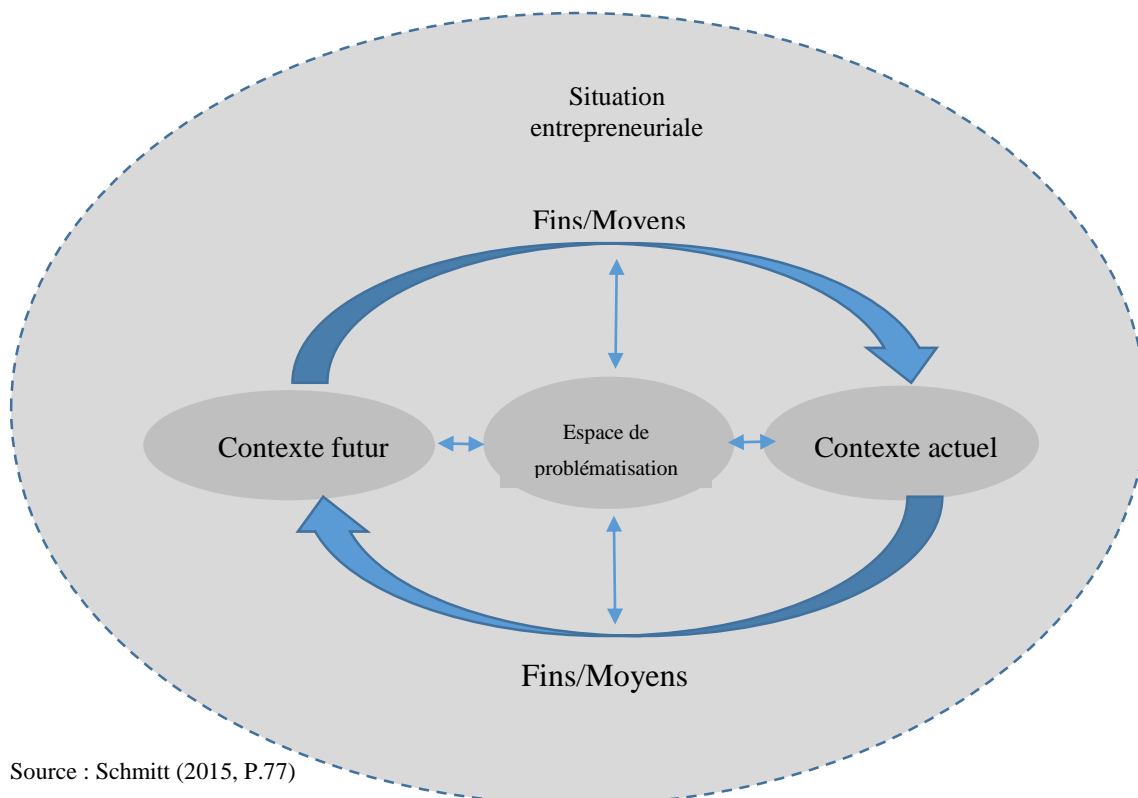 Situation
entrepreneuriale
Fins/Moyens
Contexte futur
Espace de
problématisation
Contexte actuel
Fins/Moyens
Source : Schmitt (2015, P.77)